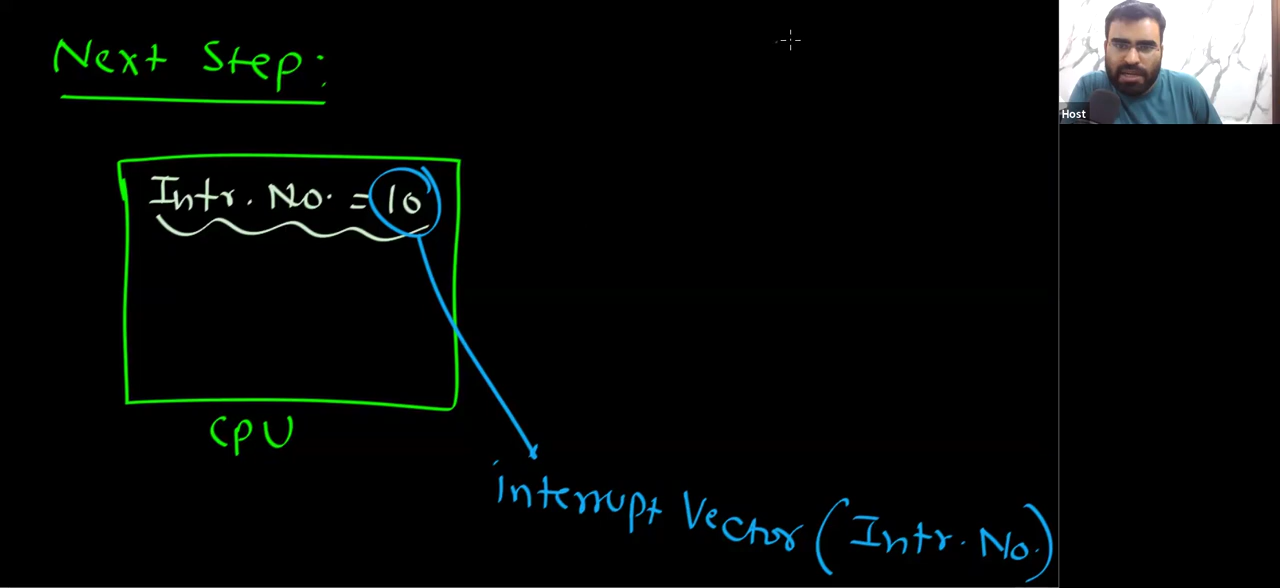 Next Step:
Host
Intr. No. = 10
CPU
interrupt Vector (Intr. No.)